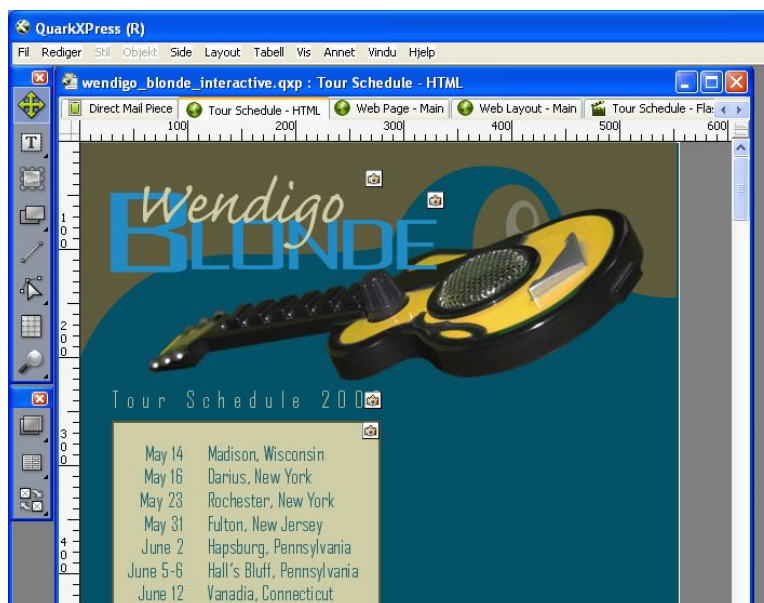 QuarkXPress (R)
Fil Rediger Stil Objekt Side Layout Tabell Vis Annet Vindu Hjelp
wendigo_blonde_interactive.qxp : Tour Schedule - HTML
Direct Mail Piece Tour Schedule - HTML Web Page - Main Web Layout - Main Tour Schedule - Fla
100 200 300 400 500 600
Wendigo
BLONDE
100
200
Tour Schedule 200
300
May 14 Madison, Wisconsin
May 16 Darius, New York
May 23 Rochester, New York
May 31 Fulton, New Jersey
400
June 2 Hapsburg, Pennsylvania
June 5-6 Hall's Bluff, Pennsylvania
June 12 Vanadia, Connecticut